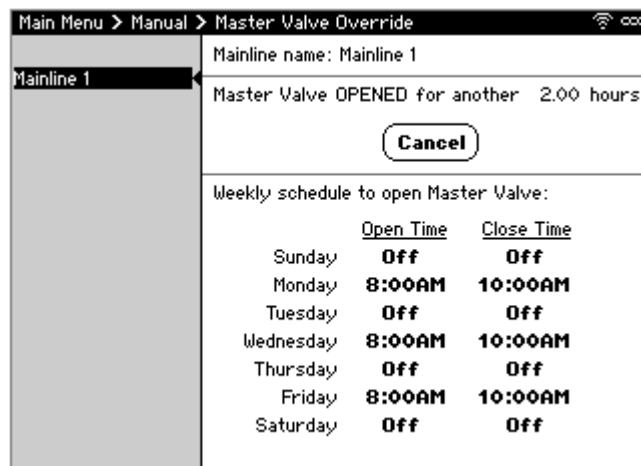 Main Menu > Manual > Master Valve Override
Mainline 1
Mainline name: Mainline 1
Master Valve OPENED for another 2.00 hours
Cancel
Weekly schedule to open Master Valve:
Open Time Close Time
Sunday Off Off
Monday 8:00AM 10:00AM
Tuesday Off Off
Wednesday 8:00AM 10:00AM
Thursday Off Off
Friday 8:00AM 10:00AM
Saturday Off Off